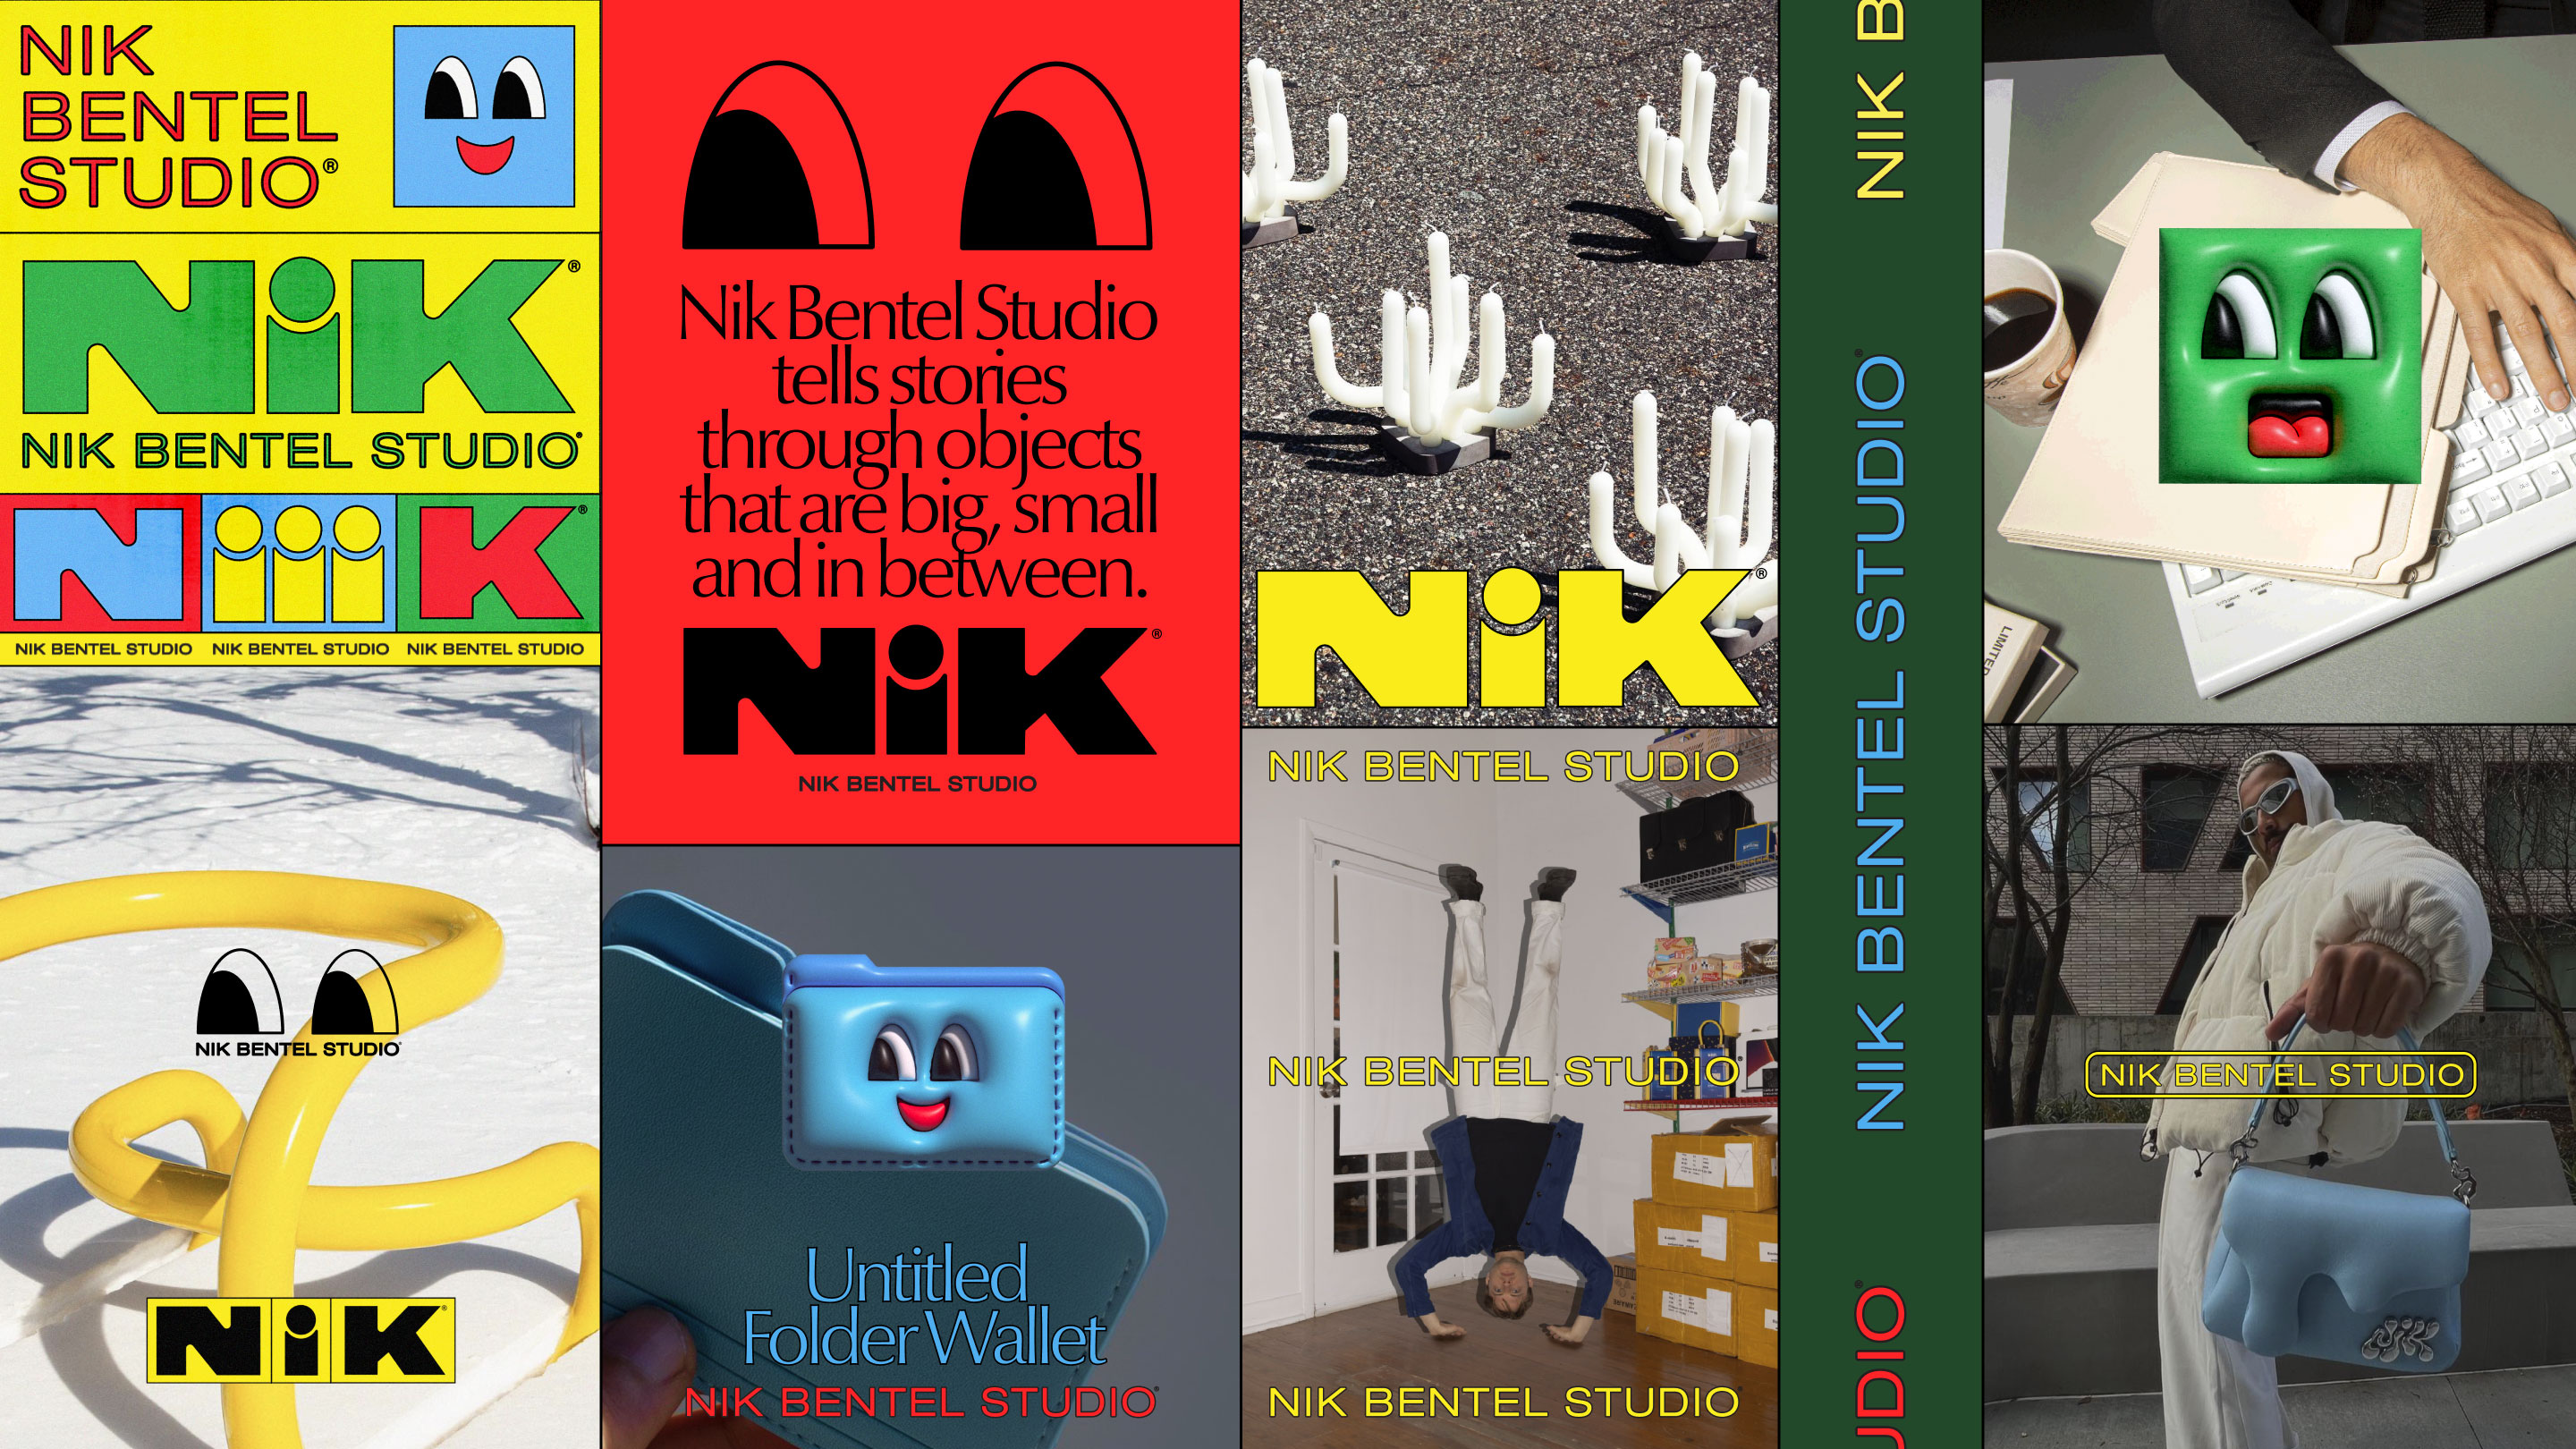 NIK
BENTEL
STUDIO®
NiK®
NIK BENTEL STUDIO
NiiiK®
NIK BENTEL STUDIO
NIK BENTEL STUDIO
NIK BENTEL STUDIO
NIK BENTEL STUDIO
NiK
Nik Bentel Studio
tells stories
through objects
that are big, small
and in between.
NiK®
NIK BENTEL STUDIO
Untitled
Folder Wallet
NIK BENTEL STUDIO
NiK®
NIK BENTEL STUDIO
NIK BENTEL STUDIO
NIK BENTEL STUDIO
NIK B
NIK BENTEL STUDIO®
UDIO®
LIMITED
NIK BENTEL STUDIO
NiK